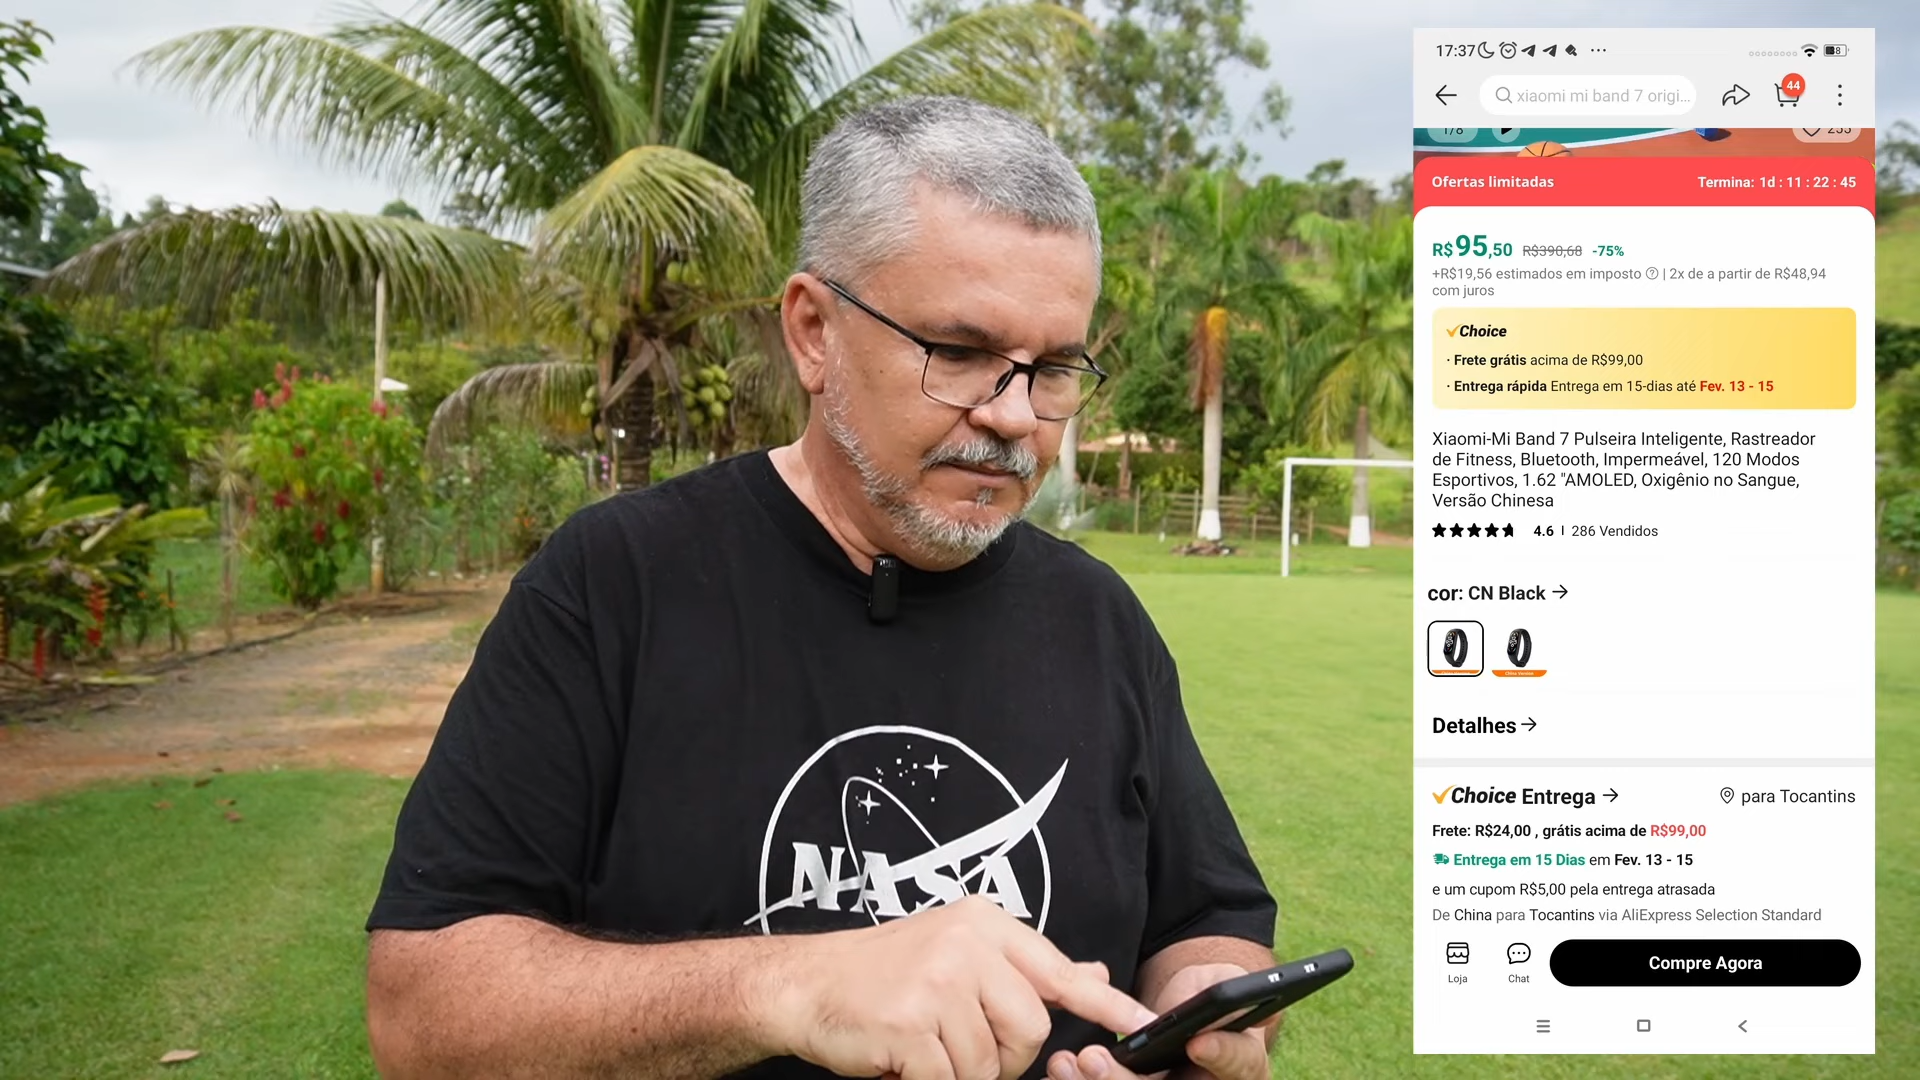 NASA
17:37
8
xiaomi mi band 7 origi...
44
1/8
255
Ofertas limitadas
Termina: 1d : 11 : 22 : 45
R$95,50 R$390,68 -75%
+R$19,56 estimados em imposto ? | 2x de a partir de R$48,94
com juros
Choice
· Frete grátis acima de R$99,00
· Entrega rápida Entrega em 15-dias até Fev. 13 - 15
Xiaomi-Mi Band 7 Pulseira Inteligente, Rastreador
de Fitness, Bluetooth, Impermeável, 120 Modos
Esportivos, 1.62 "AMOLED, Oxigênio no Sangue,
Versão Chinesa
4.6 | 286 Vendidos
cor: CN Black
Detalhes
Choice Entrega
para Tocantins
Frete: R$24,00 , grátis acima de R$99,00
Entrega em 15 Dias em Fev. 13 - 15
e um cupom R$5,00 pela entrega atrasada
De China para Tocantins via AliExpress Selection Standard
Loja
Chat
Compre Agora